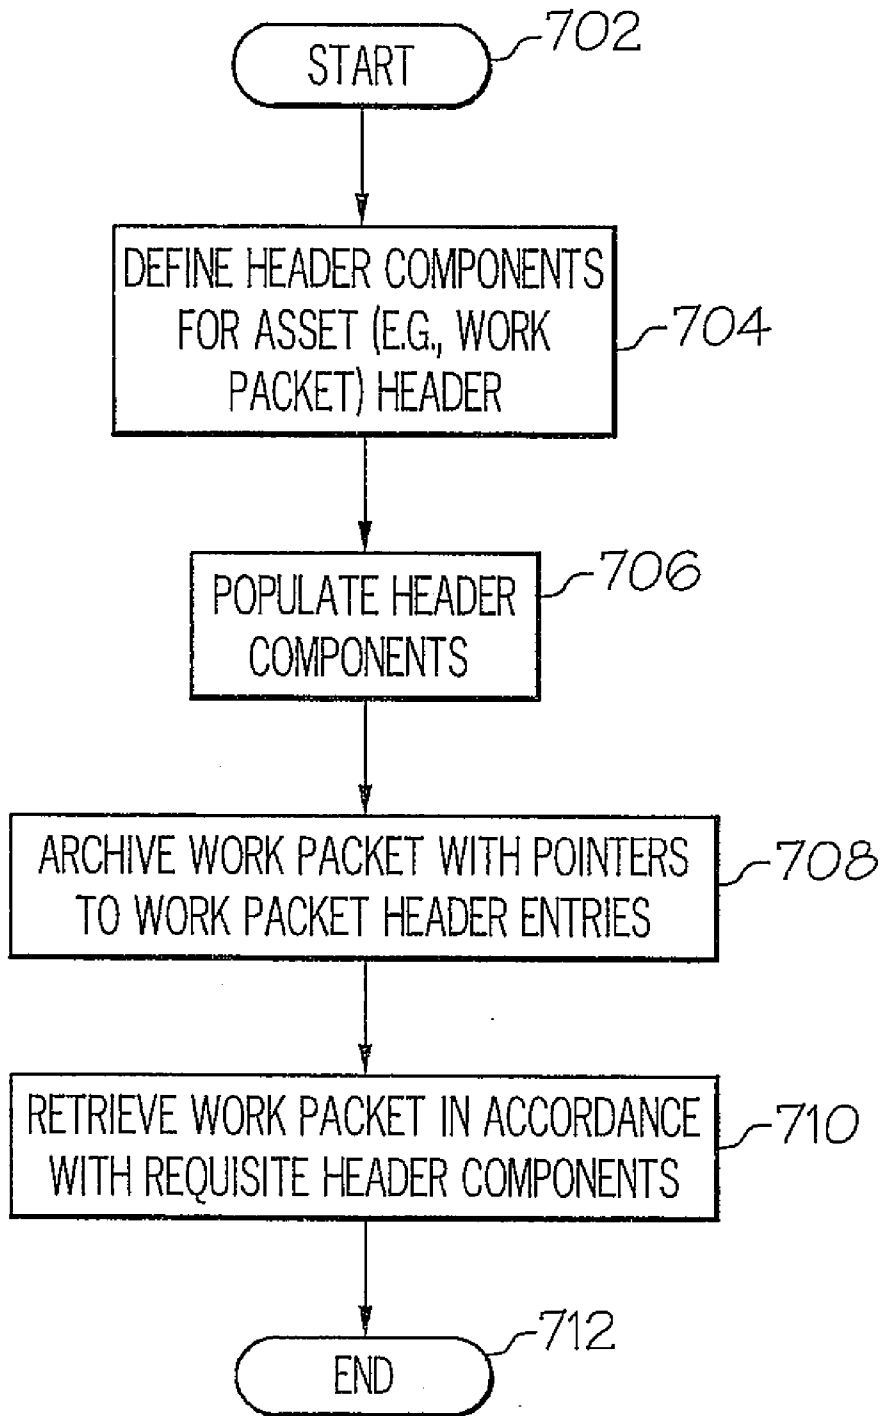 START
702
DEFINE HEADER COMPONENTS
FOR ASSET (E.G., WORK
PACKET) HEADER
704
POPULATE HEADER
COMPONENTS
706
ARCHIVE WORK PACKET WITH POINTERS
TO WORK PACKET HEADER ENTRIES
708
RETRIEVE WORK PACKET IN ACCORDANCE
WITH REQUISITE HEADER COMPONENTS
710
END
712